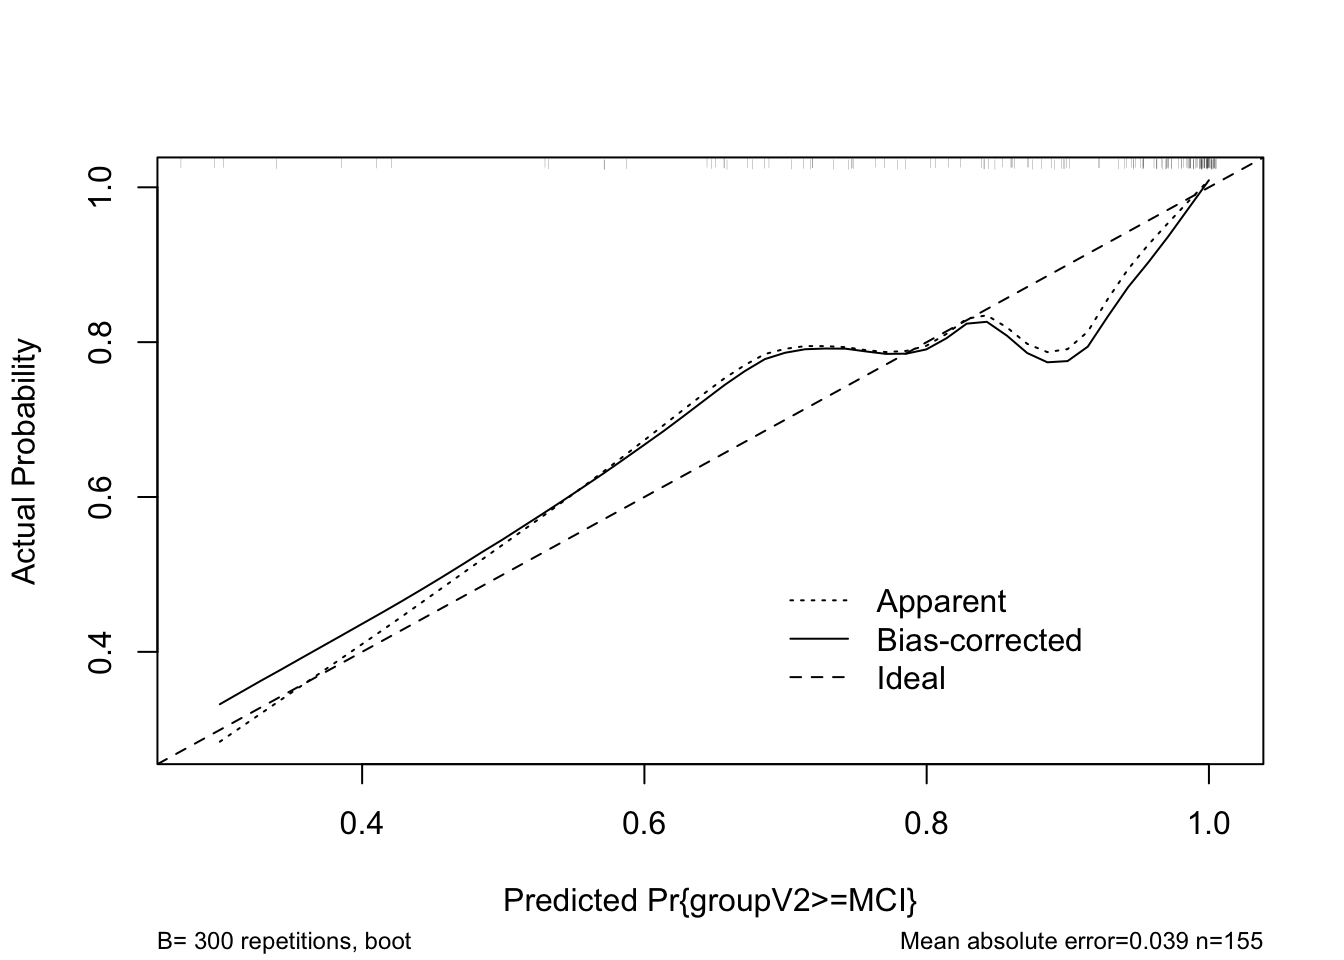 1.0
0.8
0.6
0.4
Actual Probability
Apparent
Bias-corrected
Ideal
0.4 0.6 0.8 1.0
Predicted Pr{groupV2>=MCI}
B= 300 repetitions, boot
Mean absolute error=0.039 n=155